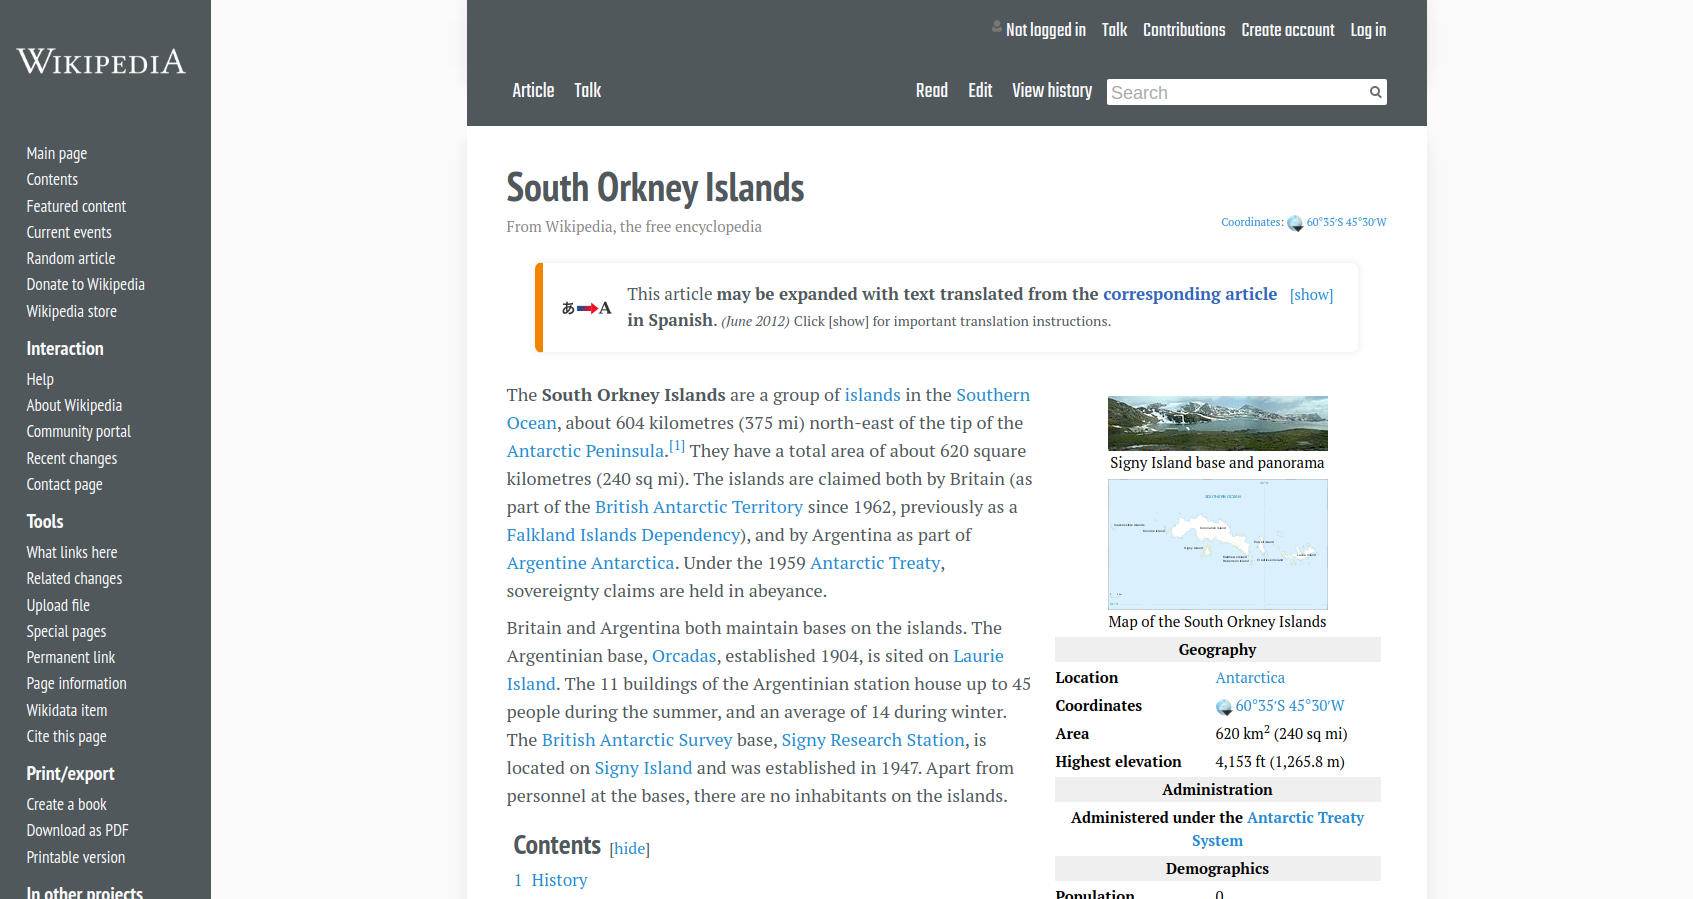 WIKIPEDIA
Main page
Contents
Featured content
Current events
Random article
Donate to Wikipedia
Wikipedia store
Interaction
Help
About Wikipedia
Community portal
Recent changes
Contact page
Tools
What links here
Related changes
Upload file
Special pages
Permanent link
Page information
Wikidata item
Cite this page
Print/export
Create a book
Download as PDF
Printable version
In other projects
Not logged in Talk Contributions Create account Log in
Article Talk Read Edit View history Search
South Orkney Islands
From Wikipedia, the free encyclopedia
Coordinates: 60°35′S 45°30′W
あ A
This article may be expanded with text translated from the corresponding article [show]
in Spanish. (June 2012) Click [show] for important translation instructions.
The South Orkney Islands are a group of islands in the Southern
Ocean, about 604 kilometres (375 mi) north-east of the tip of the
Antarctic Peninsula.[1] They have a total area of about 620 square
kilometres (240 sq mi). The islands are claimed both by Britain (as
part of the British Antarctic Territory since 1962, previously as a
Falkland Islands Dependency), and by Argentina as part of
Argentine Antarctica. Under the 1959 Antarctic Treaty,
sovereignty claims are held in abeyance.
Britain and Argentina both maintain bases on the islands. The
Argentinian base, Orcadas, established 1904, is sited on Laurie
Island. The 11 buildings of the Argentinian station house up to 45
people during the summer, and an average of 14 during winter.
The British Antarctic Survey base, Signy Research Station, is
located on Signy Island and was established in 1947. Apart from
personnel at the bases, there are no inhabitants on the islands.
Contents [hide]
1 History
Signy Island base and panorama
SOUTHERN OCEAN
Coronation Island
Signy Island
Powell Island
Laurie Island
Map of the South Orkney Islands
Geography
Location Antarctica
Coordinates 60°35′S 45°30′W
Area 620 km2 (240 sq mi)
Highest elevation 4,153 ft (1,265.8 m)
Administration
Administered under the Antarctic Treaty
System
Demographics
Population 0